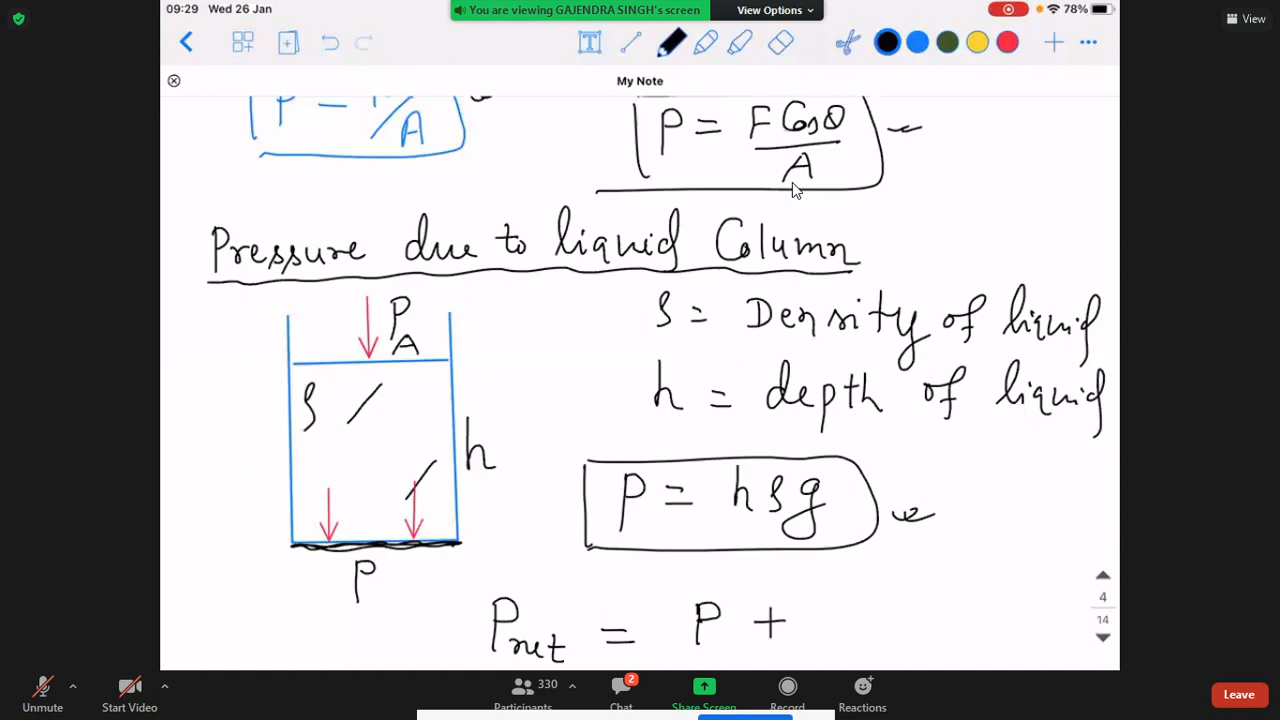 09:29 Wed 26 Jan
You are viewing GAJENDRA SINGH's screen
View Options
78%
View
T
My Note
P =
A
P = F Cosθ
A
Pressure due to liquid Column
P
A
ρ = Density of liquid
ρ
h = depth of liquid
h
P = hρg
P
P net = P +
4
14
Unmute
Start Video
330
Participants
2
Chat
Share Screen
Record
Reactions
Leave